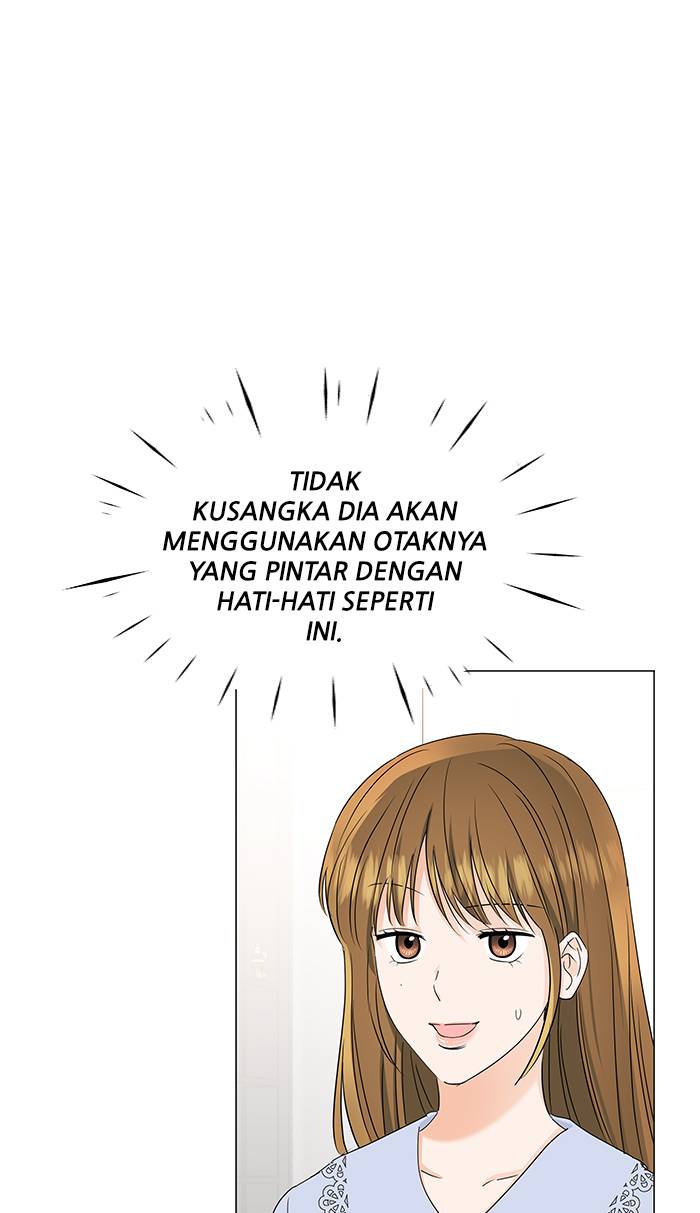 TIDAK
KUSANGKA DIA AKAN
MENGGUNAKAN OTAKNYA
YANG PINTAR DENGAN
HATI-HATI SEPERTI
INI.